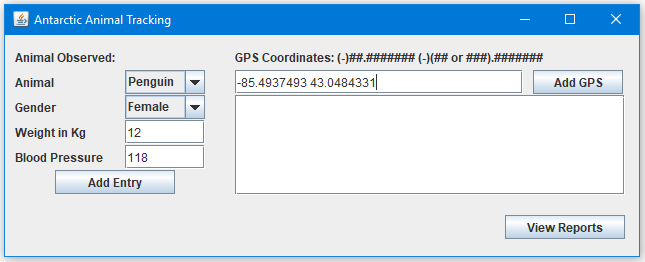 Antarctic Animal Tracking
Animal Observed:
GPS Coordinates: (-)##.####### (-)(## or ###).#######
Animal
Penguin
-85.4937493 43.0484331
Add GPS
Gender
Female
Weight in Kg
12
Blood Pressure
118
Add Entry
View Reports